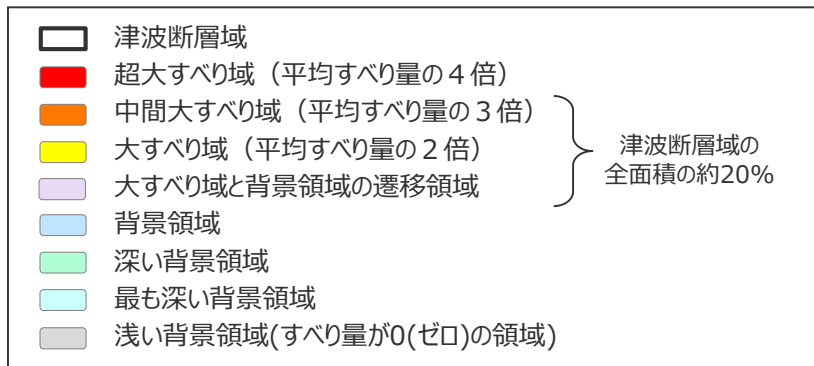 津波断層域
超大すべり域（平均すべり量の４倍）
中間大すべり域（平均すべり量の３倍）
大すべり域（平均すべり量の２倍）
大すべり域と背景領域の遷移領域
津波断層域の
全面積の約20%
背景領域
深い背景領域
最も深い背景領域
浅い背景領域(すべり量が0(ゼロ)の領域)